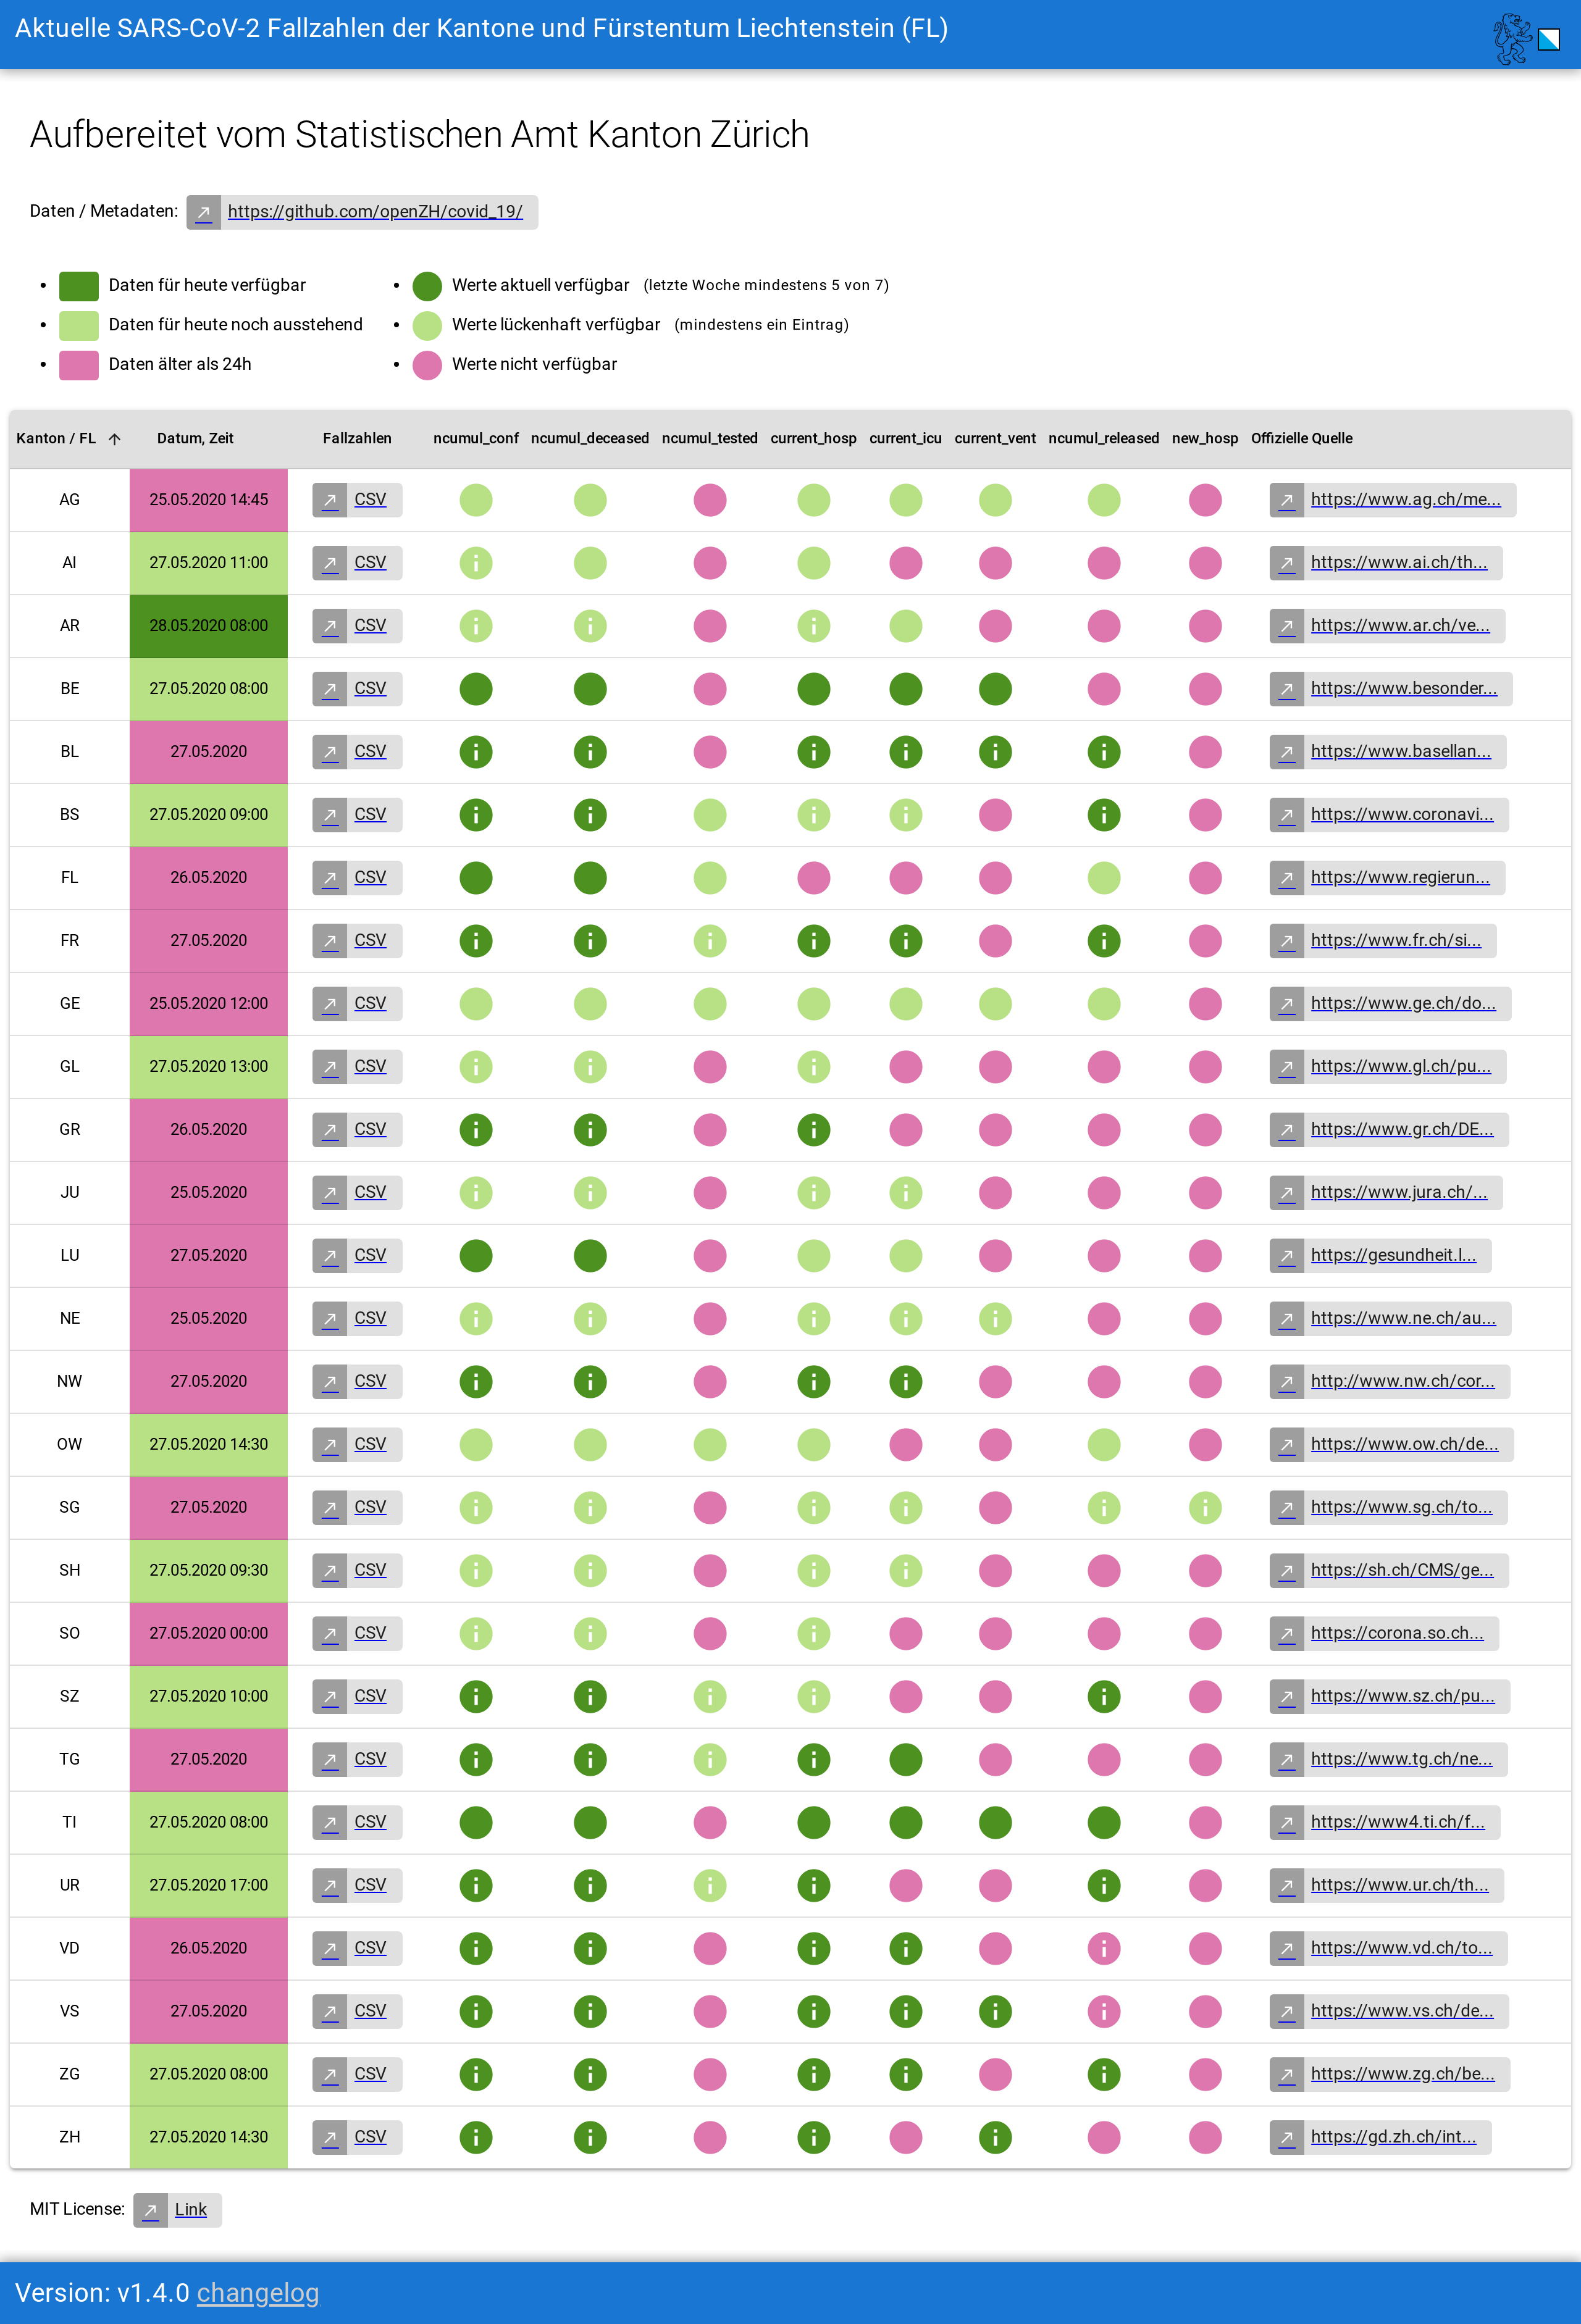 Aktuelle SARS-CoV-2 Fallzahlen der Kantone und Fürstentum Liechtenstein (FL)
Aufbereitet vom Statistischen Amt Kanton Zürich
Daten / Metadaten: https://github.com/openZH/covid_19/
Daten für heute verfügbar
Daten für heute noch ausstehend
Daten älter als 24h
Werte aktuell verfügbar (letzte Woche mindestens 5 von 7)
Werte lückenhaft verfügbar (mindestens ein Eintrag)
Werte nicht verfügbar
Kanton / FL Datum, Zeit Fallzahlen ncumul_conf ncumul_deceased ncumul_tested current_hosp current_icu current_vent ncumul_released new_hosp Offizielle Quelle
AG 25.05.2020 14:45 CSV https://www.ag.ch/me...
AI 27.05.2020 11:00 CSV https://www.ai.ch/th...
AR 28.05.2020 08:00 CSV https://www.ar.ch/ve...
BE 27.05.2020 08:00 CSV https://www.besonder...
BL 27.05.2020 CSV https://www.basellan...
BS 27.05.2020 09:00 CSV https://www.coronavi...
FL 26.05.2020 CSV https://www.regierun...
FR 27.05.2020 CSV https://www.fr.ch/si...
GE 25.05.2020 12:00 CSV https://www.ge.ch/do...
GL 27.05.2020 13:00 CSV https://www.gl.ch/pu...
GR 26.05.2020 CSV https://www.gr.ch/DE...
JU 25.05.2020 CSV https://www.jura.ch/...
LU 27.05.2020 CSV https://gesundheit.l...
NE 25.05.2020 CSV https://www.ne.ch/au...
NW 27.05.2020 CSV http://www.nw.ch/cor...
OW 27.05.2020 14:30 CSV https://www.ow.ch/de...
SG 27.05.2020 CSV https://www.sg.ch/to...
SH 27.05.2020 09:30 CSV https://sh.ch/CMS/ge...
SO 27.05.2020 00:00 CSV https://corona.so.ch...
SZ 27.05.2020 10:00 CSV https://www.sz.ch/pu...
TG 27.05.2020 CSV https://www.tg.ch/ne...
TI 27.05.2020 08:00 CSV https://www4.ti.ch/f...
UR 27.05.2020 17:00 CSV https://www.ur.ch/th...
VD 26.05.2020 CSV https://www.vd.ch/to...
VS 27.05.2020 CSV https://www.vs.ch/de...
ZG 27.05.2020 08:00 CSV https://www.zg.ch/be...
ZH 27.05.2020 14:30 CSV https://gd.zh.ch/int...
MIT License: Link
Version: v1.4.0 changelog